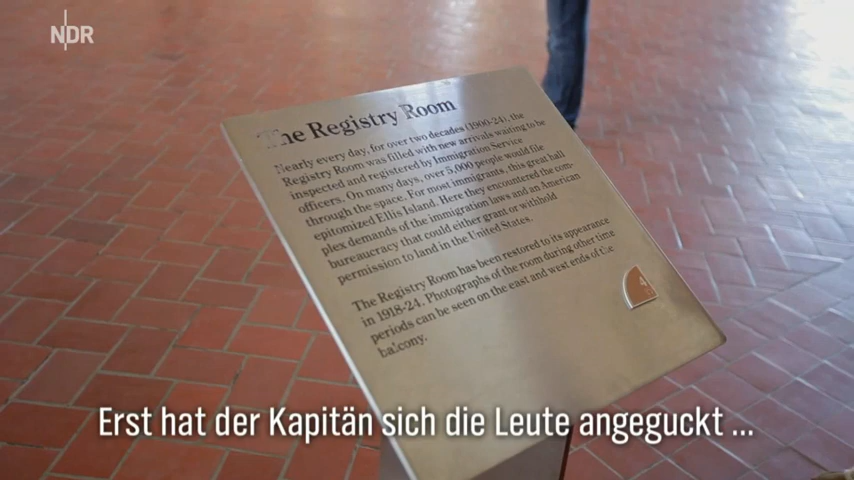 NDR
The Registry Room
Nearly every day, for over two decades (1900-24), the
Registry Room was filled with new arrivals waiting to be
inspected and registered by Immigration Service
officers. On many days, over 5,000 people would file
through the space. For most immigrants, this great hall
epitomized Ellis Island. Here they encountered the com-
plex demands of the immigration laws and an American
bureaucracy that could either grant or withhold
permission to land in the United States.
The Registry Room has been restored to its appearance
in 1918-24. Photographs of the room during other time
periods can be seen on the east and west ends of the
balcony.
4
Erst hat der Kapitän sich die Leute angeguckt ...